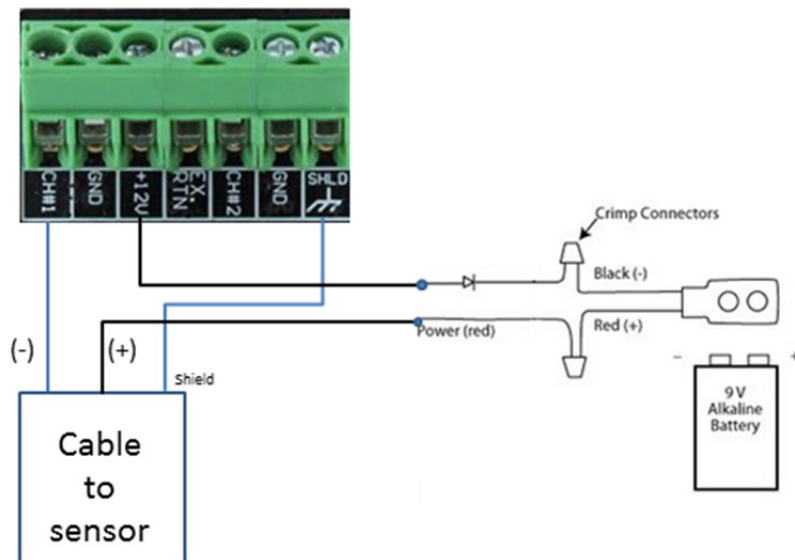 CH#1
GND
+12V
EX.
RTN
CH#2
GND
SHLD
Crimp Connectors
Black (-)
Power (red)
Red (+)
(-)
(+)
Shield
- +
9 V
Alkaline
Battery
Cable
to
sensor